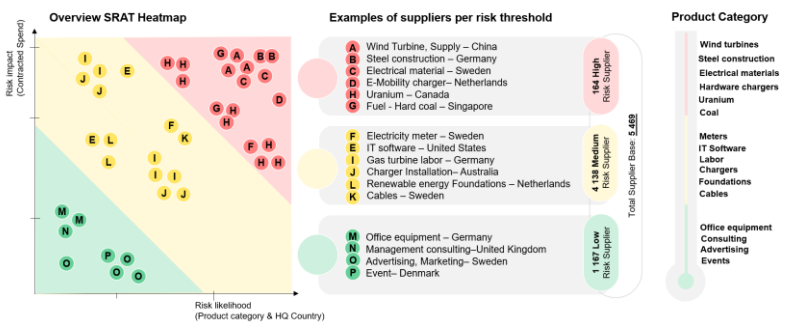 Overview SRAT Heatmap
Risk impact
(Contracted Spend)
I
I
E
J
J
H
H
H
G
A
B
B
A
A
C
C
D
G
H
H
F
H
H
H
E
L
L
F
K
I
I
I
J
J
M
M
N
O
P
O
O
O
Risk likelihood
(Product category & HQ Country)
Examples of suppliers per risk threshold
A Wind Turbine, Supply – China
B Steel construction – Germany
C Electrical material – Sweden
D E-Mobility charger– Netherlands
H Uranium – Canada
G Fuel - Hard coal – Singapore
164 High
Risk Supplier
F Electricity meter – Sweden
E IT software – United States
I Gas turbine labor – Germany
J Charger Installation– Australia
L Renewable energy Foundations – Netherlands
K Cables – Sweden
4 138 Medium
Risk Supplier
M Office equipment – Germany
N Management consulting–United Kingdom
O Advertising, Marketing– Sweden
P Event– Denmark
1 167 Low
Risk Supplier
Total Supplier Base: 5 469
Product Category
Wind turbines
Steel construction
Electrical materials
Hardware chargers
Uranium
Coal
Meters
IT Software
Labor
Chargers
Foundations
Cables
Office equipment
Consulting
Advertising
Events